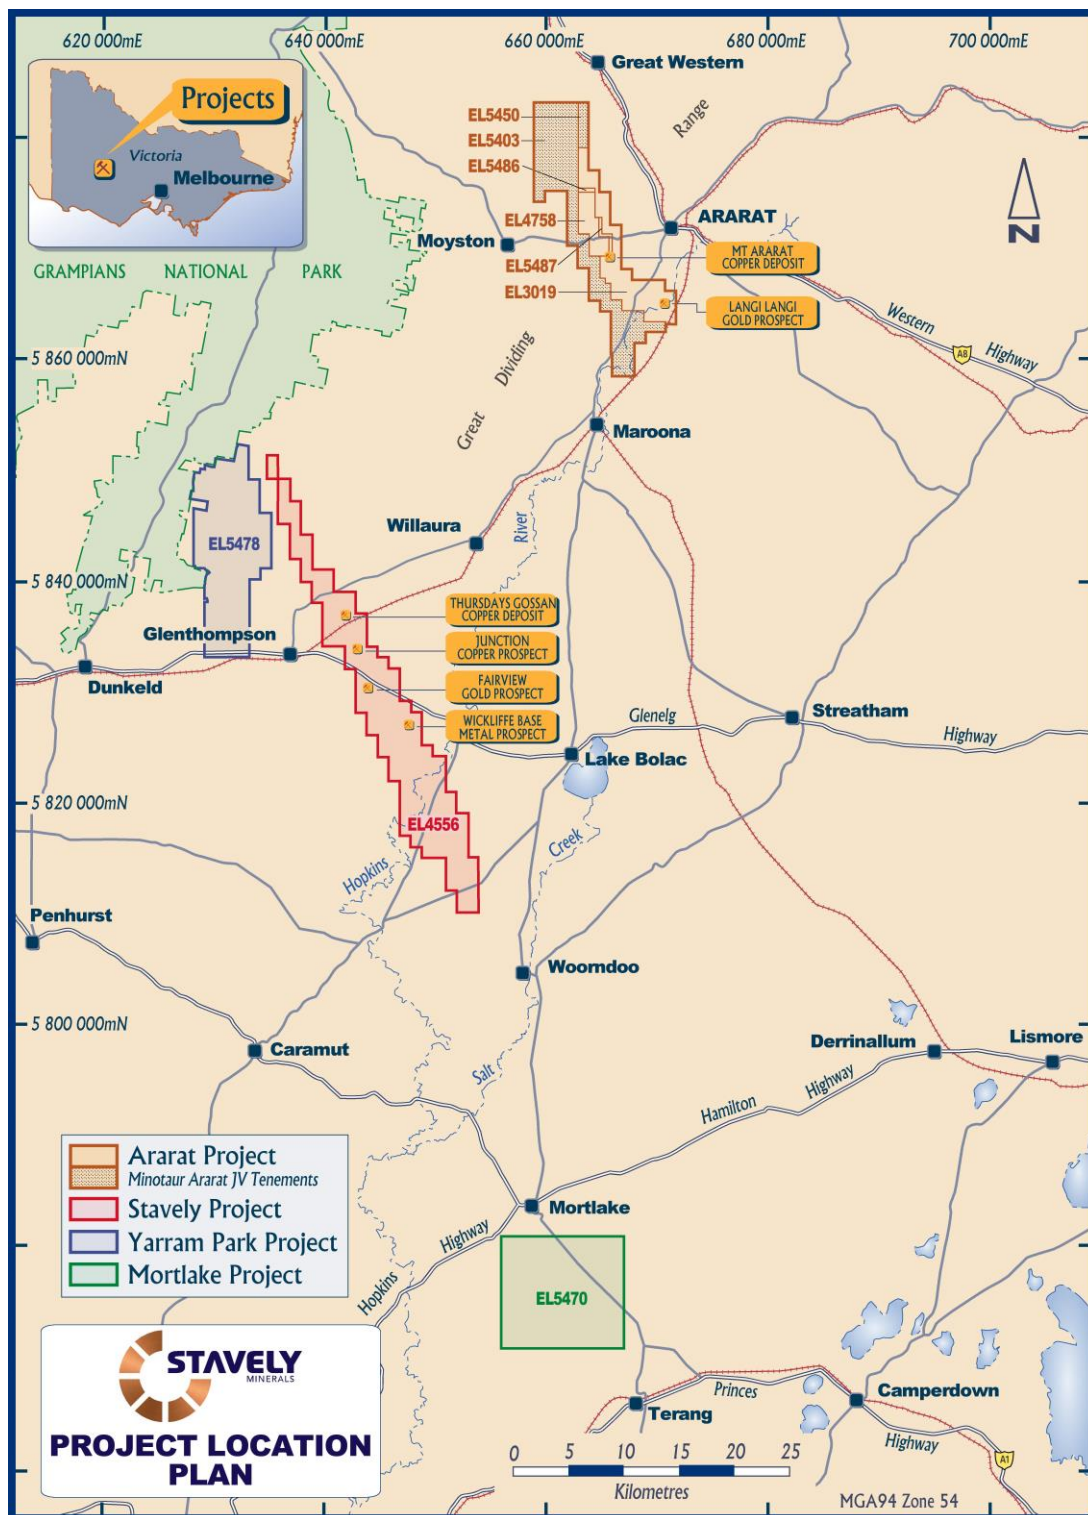 620 000mE
640 000mE
660 000mE
680 000mE
700 000mE
Projects
Victoria
Melbourne
GRAMPIANS NATIONAL PARK
Great Western
Range
EL5450
EL5403
EL5486
EL4758
EL5487
EL3019
Moyston
ARARAT
N
MT ARARAT
COPPER DEPOSIT
LANGI LANGI
GOLD PROSPECT
Western
Highway
A8
5 860 000mN
Dividing
Great
Maroona
Willaura
River
EL5478
5 840 000mN
Glenthompson
Dunkeld
THURSDAYS GOSSAN
COPPER DEPOSIT
JUNCTION
COPPER PROSPECT
FAIRVIEW
GOLD PROSPECT
WICKLIFFE BASE
METAL PROSPECT
Glenelg
Streatham
Highway
Lake Bolac
5 820 000mN
EL4556
Creek
Hopkins
Penhurst
Woorndoo
5 800 000mN
Caramut
Salt
Derrinallum
Lismore
Highway
Hamilton
Ararat Project
Minotaur Ararat JV Tenements
Stavely Project
Yarram Park Project
Mortlake Project
Mortlake
Highway
Hopkins
EL5470
STAVELY
MINERALS
PROJECT LOCATION
PLAN
Terang
Princes
Camperdown
Highway
A1
0 5 10 15 20 25
Kilometres
MGA94 Zone 54